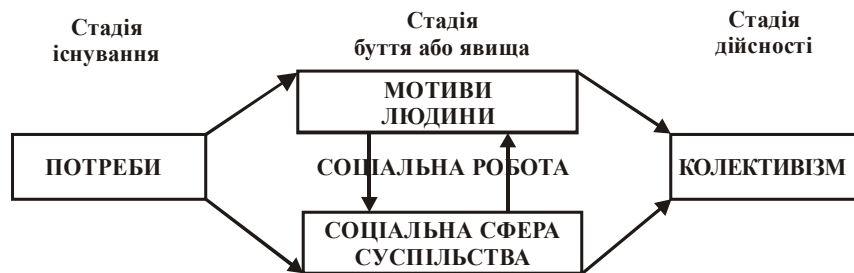 Стадія
існування
Стадія
буття або явища
Стадія
дійсності
МОТИВИ
ЛЮДИНИ
ПОТРЕБИ
СОЦІАЛЬНА РОБОТА
КОЛЕКТИВІЗМ
СОЦІАЛЬНА СФЕРА
СУСПІЛЬСТВА